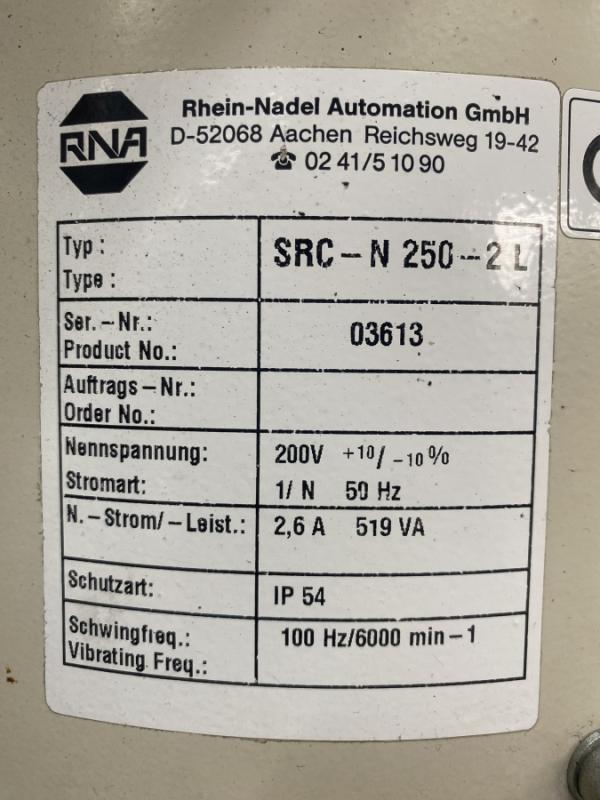 RNA
Rhein-Nadel Automation GmbH
D-52068 Aachen Reichsweg 19-42
☎ 02 41/5 10 90
Typ :
Type :
SRC - N 250 - 2 L
Ser. - Nr.:
Product No.:
03613
Auftrags - Nr.:
Order No.:
Nennspannung:
200V +10/ -10%
Stromart:
1/ N 50 Hz
N. - Strom/ - Leist.:
2,6 A 519 VA
Schutzart:
IP 54
Schwingfreq.:
Vibrating Freq.:
100 Hz/6000 min - 1